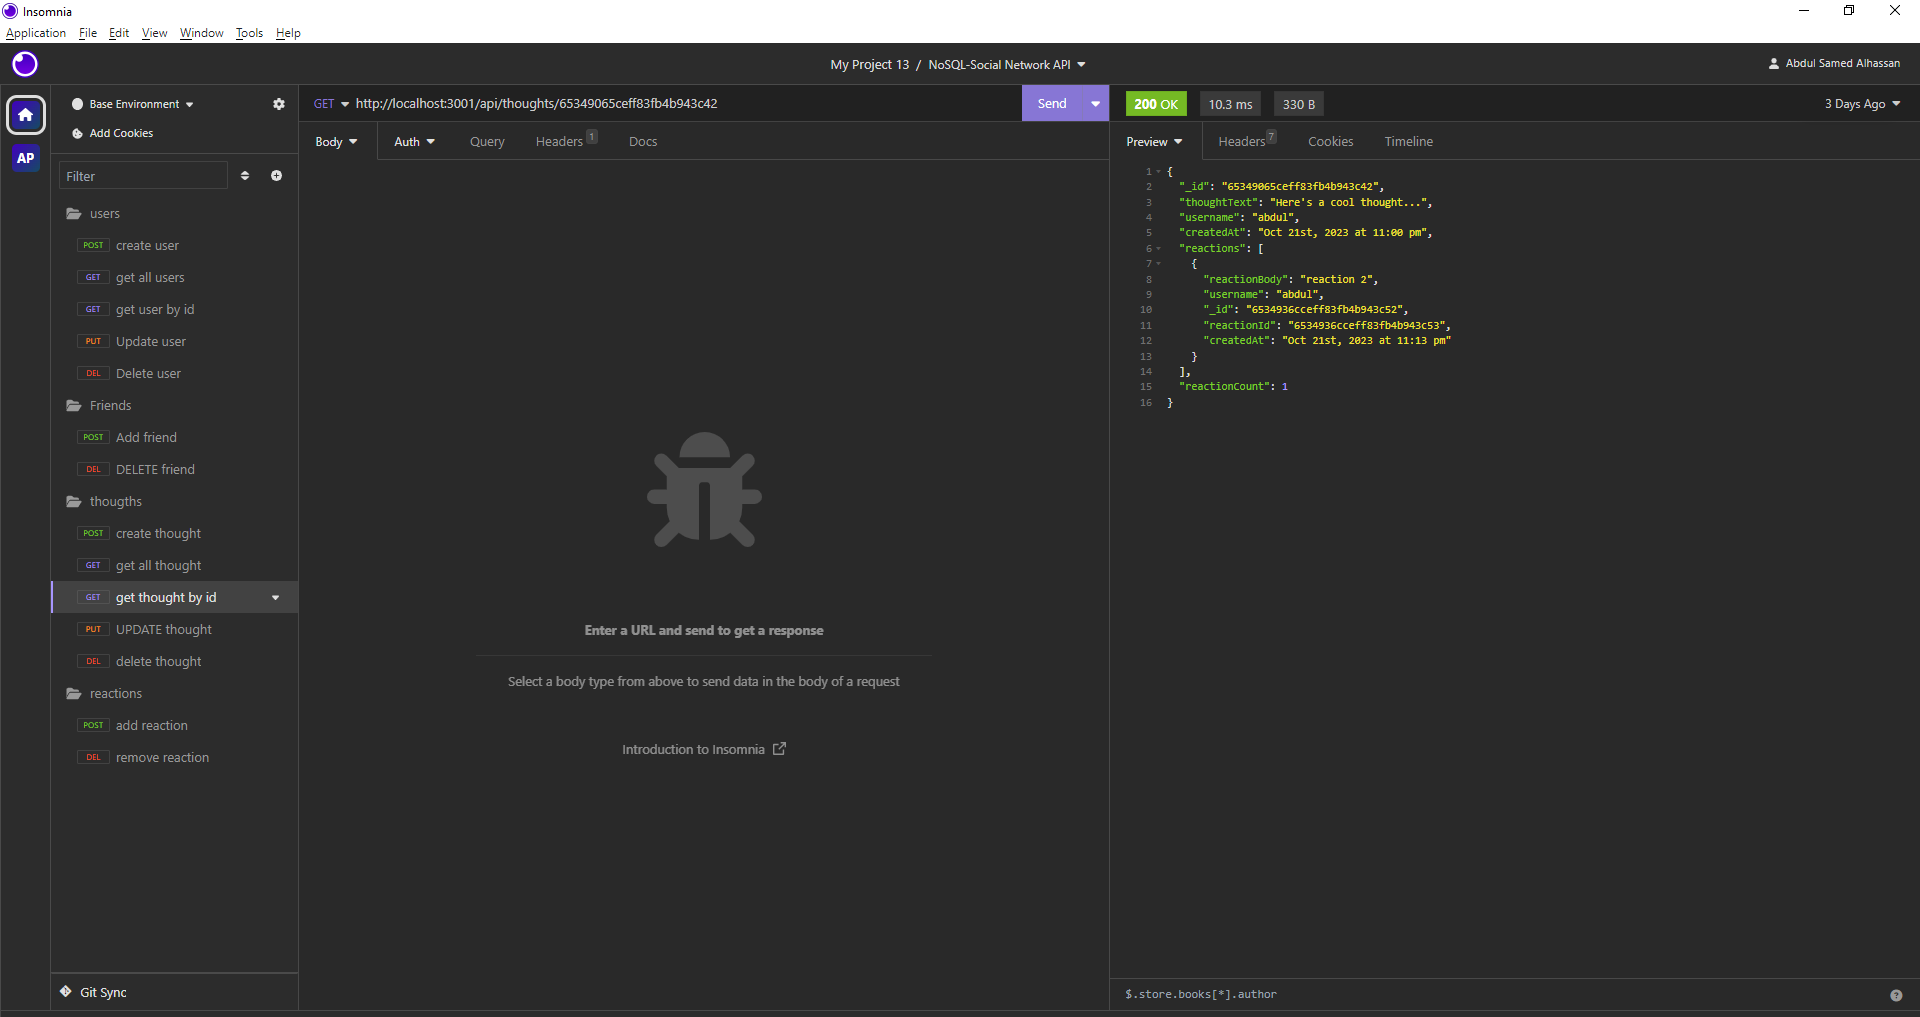 Insomnia
Application File Edit View Window Tools Help
My Project 13 / NoSQL-Social Network API
Abdul Samed Alhassan
AP
Base Environment
Add Cookies
Filter
users
POST create user
GET get all users
GET get user by id
PUT Update user
DEL Delete user
Friends
POST Add friend
DEL DELETE friend
thougths
POST create thought
GET get all thought
GET get thought by id
PUT UPDATE thought
DEL delete thought
reactions
POST add reaction
DEL remove reaction
Git Sync
GET http://localhost:3001/api/thoughts/65349065ceff83fb4b943c42 Send
Body Auth Query Headers 1 Docs
Enter a URL and send to get a response
Select a body type from above to send data in the body of a request
Introduction to Insomnia
200 OK 10.3 ms 330 B 3 Days Ago
Preview Headers 7 Cookies Timeline
1 {
2 "_id": "65349065ceff83fb4b943c42",
3 "thoughtText": "Here's a cool thought...",
4 "username": "abdul",
5 "createdAt": "Oct 21st, 2023 at 11:00 pm",
6 "reactions": [
7 {
8 "reactionBody": "reaction 2",
9 "username": "abdul",
10 "_id": "6534936cceff83fb4b943c52",
11 "reactionId": "6534936cceff83fb4b943c53",
12 "createdAt": "Oct 21st, 2023 at 11:13 pm"
13 }
14 ],
15 "reactionCount": 1
16 }
$.store.books[*].author
?